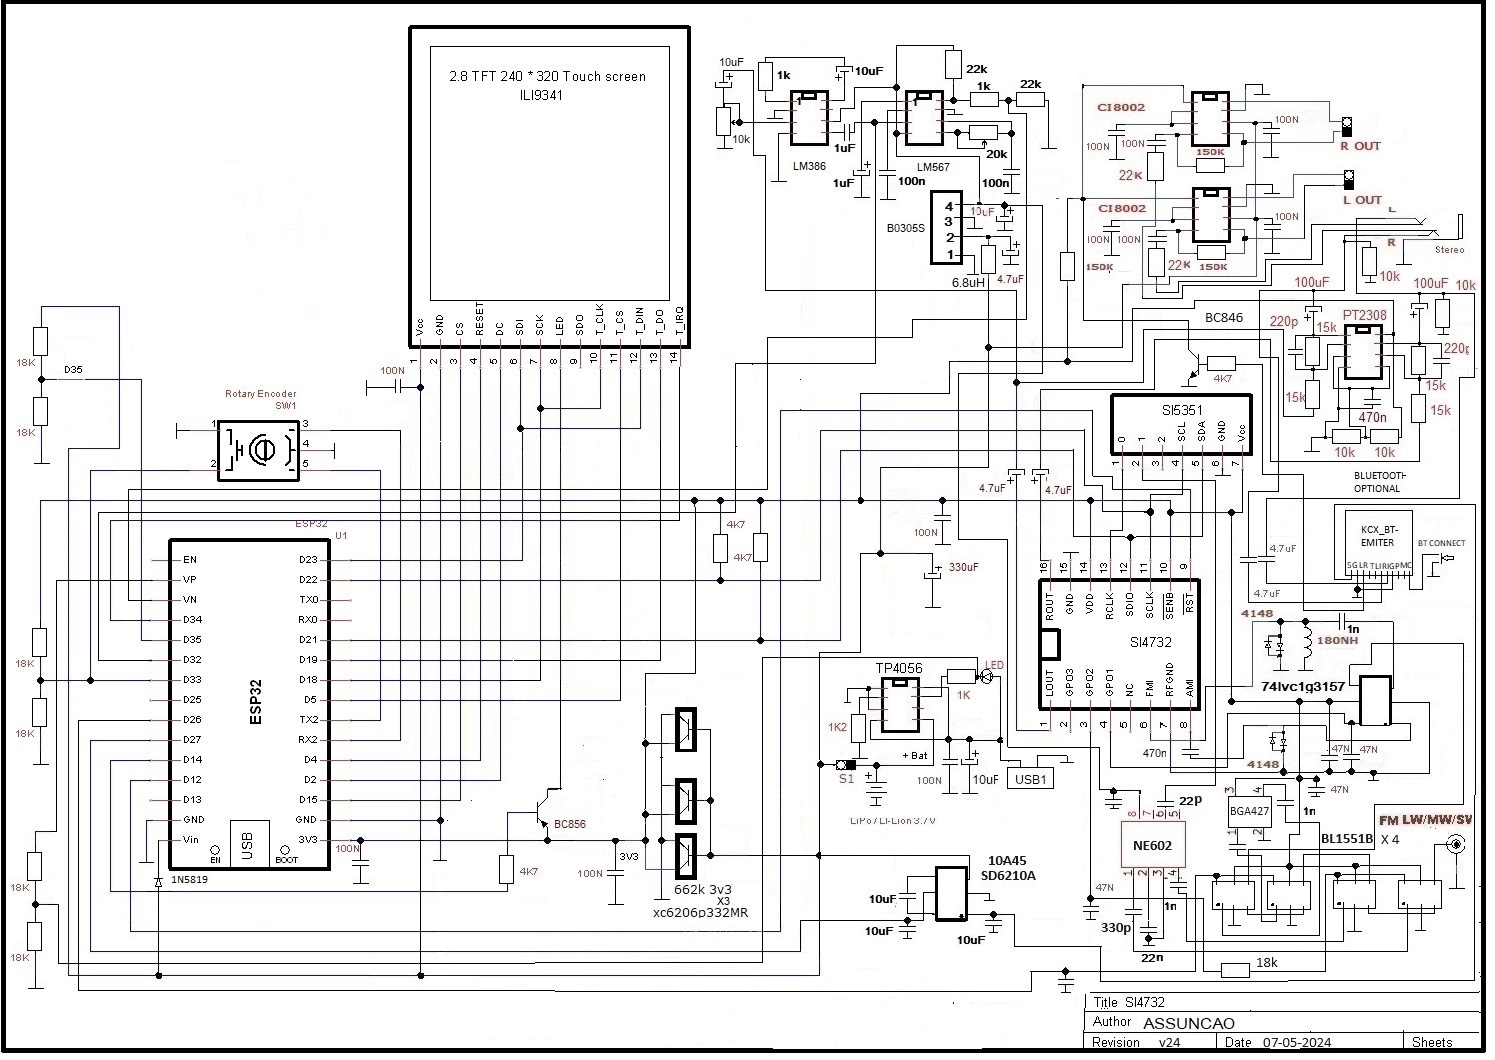 2.8 TFT 240 * 320 Touch screen
ILI9341
Vcc
GND
CS
RESET
DC
SDI
SCK
LED
SDO
T_CLK
T_CS
T_DIN
T_DO
T_IRQ
1
2
3
4
5
6
7
8
9
10
11
12
13
14
100N
10uF
1k
10uF
1
10k
1uF
LM386
1uF
1
22k
1k
22k
20k
LM567
100n
100n
B0305S
4
3
2
1
10uF
4.7uF
6.8uH
CI8002
100N
100N
100N
150K
22K
R OUT
CI8002
100N
100N
100N
22K
150K
150K
L OUT
L
R
Stereo
10k
100uF
100uF
10k
BC846
4K7
220p
15k
PT2308
220p
15k
15k
15k
470n
10k
10k
BLUETOOTH
OPTIONAL
18K
D35
18K
Rotary Encoder
SW1
1
2
3
4
5
SI5351
0
1
2
SCL
SDA
GND
Vcc
1
2
3
4
5
6
7
4.7uF
4.7uF
ESP32
U1
ESP32
EN
VP
VN
D34
D35
D32
D33
D25
D26
D27
D14
D12
D13
GND
Vin
D23
D22
TX0
RX0
D21
D19
D18
D5
TX2
RX2
D4
D2
D15
GND
3V3
EN
USB
BOOT
18K
18K
18K
18K
1N5819
4K7
BC856
100N
100N
3V3
662k 3v3
X3
xc6206p332MR
4K7
4K7
100N
330uF
16
15
14
13
12
11
10
9
ROUT
GND
VDD
RCLK
SDIO
SCLK
SENB
RST
SI4732
LOUT
GPO3
GPO2
GPO1
NC
FMI
RFGND
AMI
1
2
3
4
5
6
7
8
470n
TP4056
LED
1K
1K2
+ Bat
S1
100N
10uF
USB1
LiPo7Li-Lion 3.7V
10A45
SD6210A
10uF
10uF
10uF
KCX_BT-
EMITER
BT CONNECT
4.7uF
4.7uF
4148
1n
180NH
74lvc1g3157
4148
47N
47N
47N
BGA427
3
4
1
2
1n
22p
8
7
6
5
NE602
1
2
3
4
47N
330p
1n
22n
18k
FM LW/MW/SW
BL1551B X 4
Title SI4732
Author ASSUNCAO
Revision v24
Date 07-05-2024
Sheets